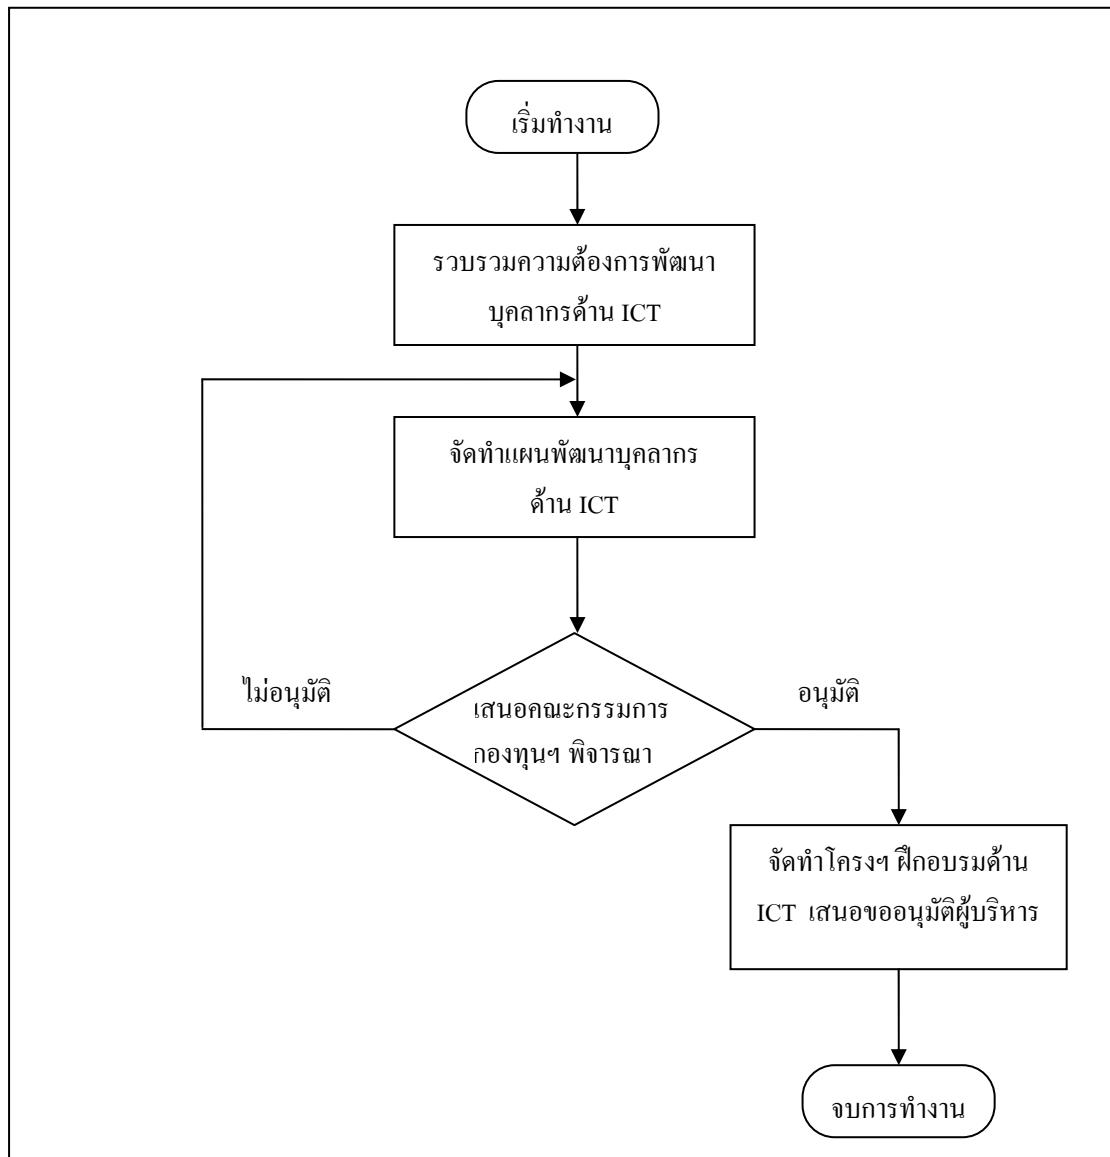 เริ่มทำงาน
รวบรวมความต้องการพัฒนา
บุคลากรด้าน ICT
จัดทำแผนพัฒนาบุคลากร
ด้าน ICT
ไม่อนุมัติ
อนุมัติ
เสนอคณะกรรมการ
กองทุนฯ พิจารณา
จัดทำโครงฯ ฝึกอบรมด้าน
ICT เสนอขออนุมัติผู้บริหาร
จบการทำงาน